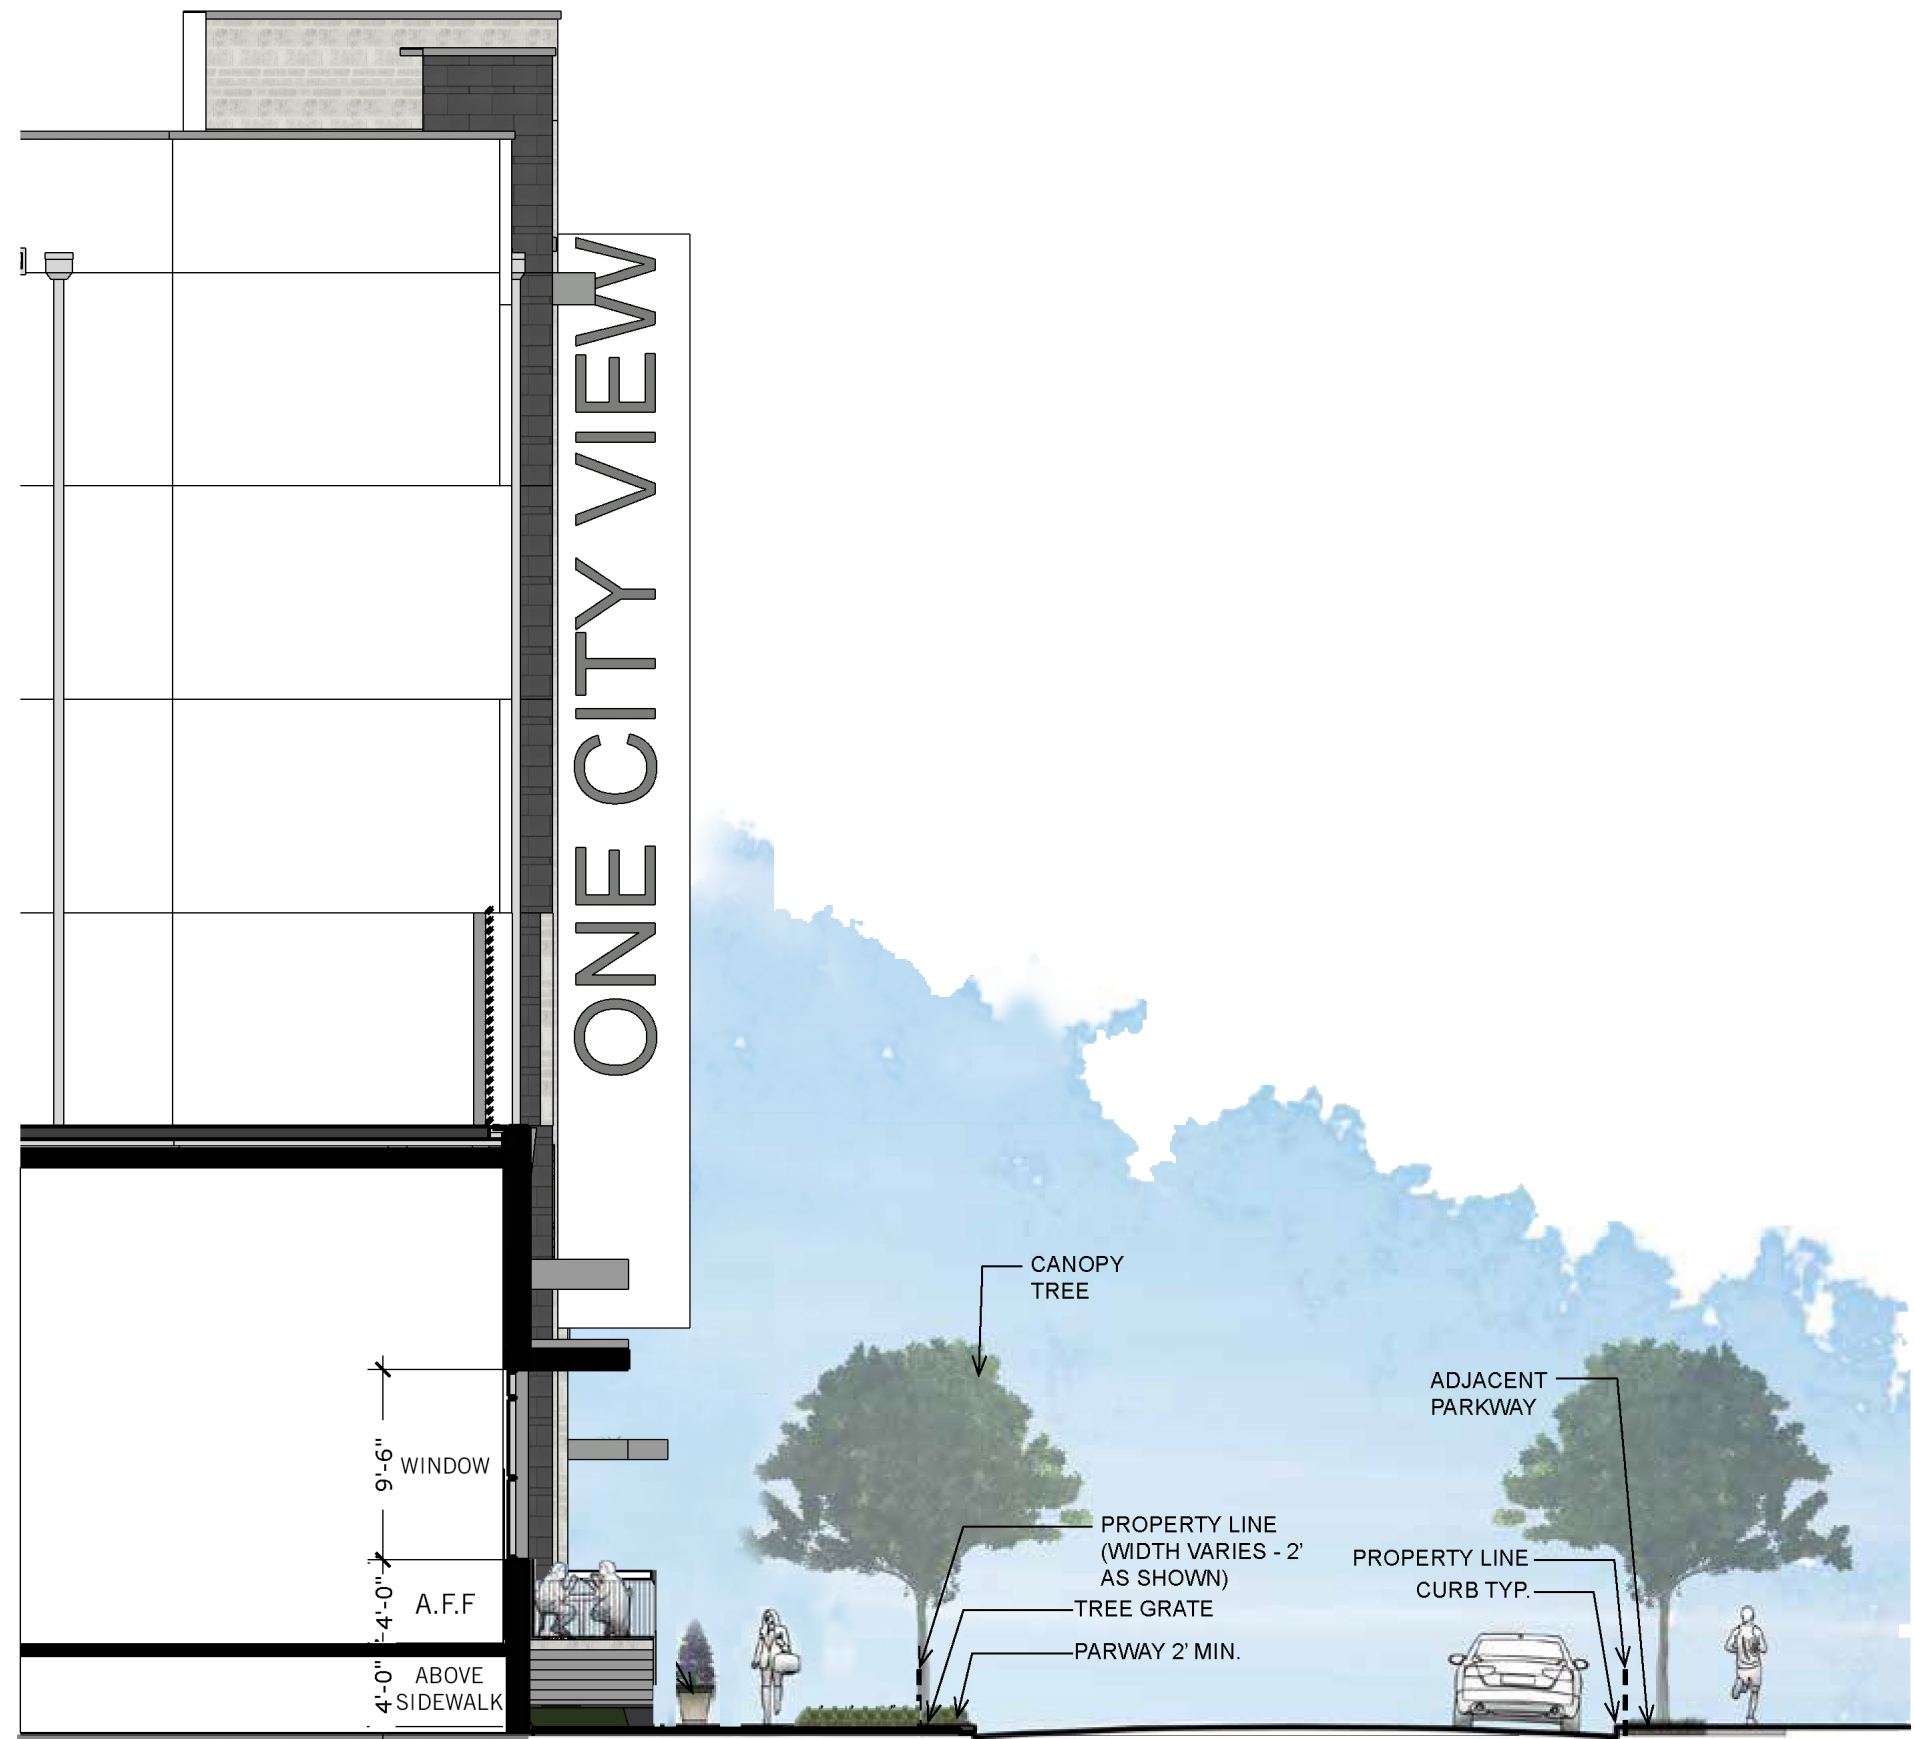 ONE CITY VIEW
CANOPY
TREE
ADJACENT
PARKWAY
9'-6"
WINDOW
PROPERTY LINE
(WIDTH VARIES - 2'
AS SHOWN)
PROPERTY LINE
CURB TYP.
4'-0"
A.F.F
TREE GRATE
PARWAY 2' MIN.
4'-0"
ABOVE
SIDEWALK